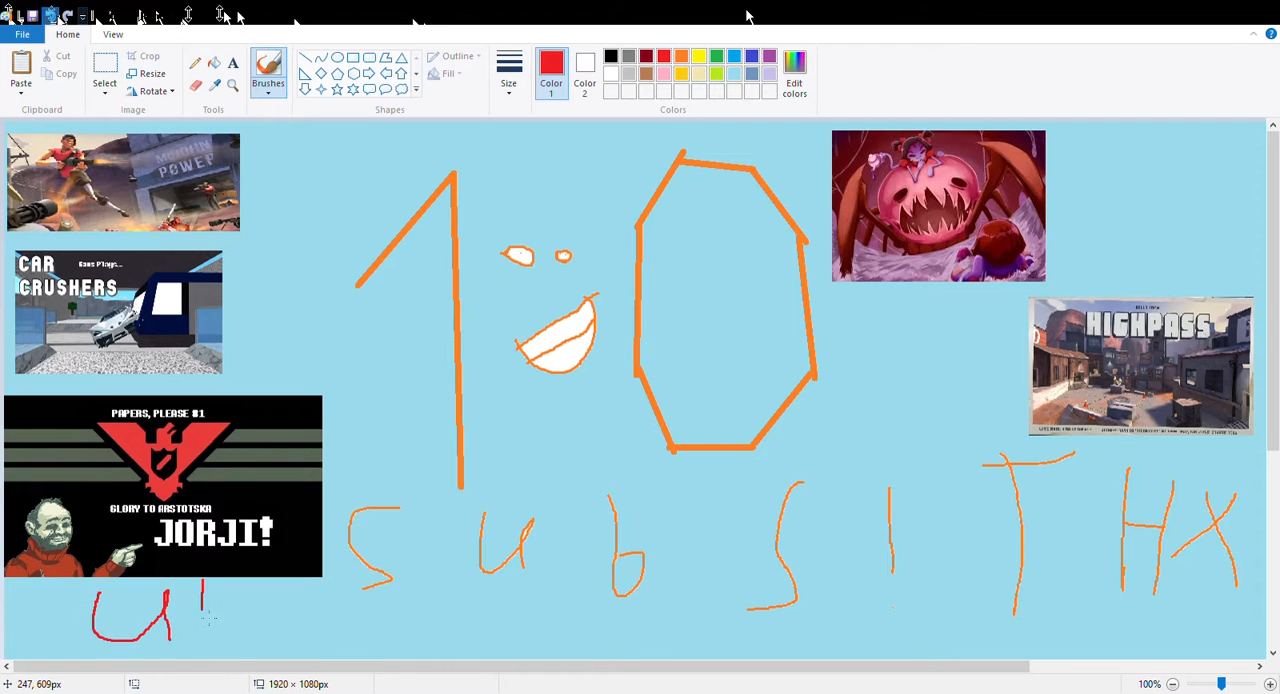 File Home View
Paste Cut Copy Select Crop Resize Rotate Brushes Outline Fill Size Color 1 Color 2 Edit colors
Clipboard Image Tools Shapes Colors
A
MODUN POWER
CAR CRUSHERS
Plays...
PAPERS, PLEASE #1
GLORY TO ARSTOTSKA
JORJI!
HIGHPASS
10
Subs! THX
U
247, 609px
1920 × 1080px
100%